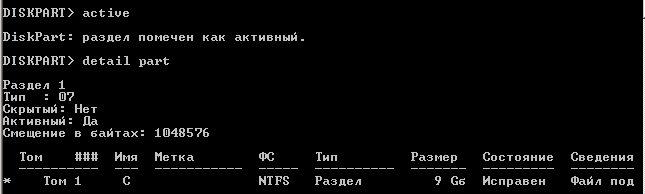 DISKPART> active
DiskPart: раздел помечен как активный.
DISKPART> detail part
Раздел 1
Тип : 07
Скрытый: Нет
Активный: Да
Смещение в байтах: 1048576
Том ### Имя Метка ФС Тип Размер Состояние Сведения
---------- --- ----------- ----- ---------- ------- --------- --------
* Том 1 C NTFS Раздел 9 Gб Исправен Файл под